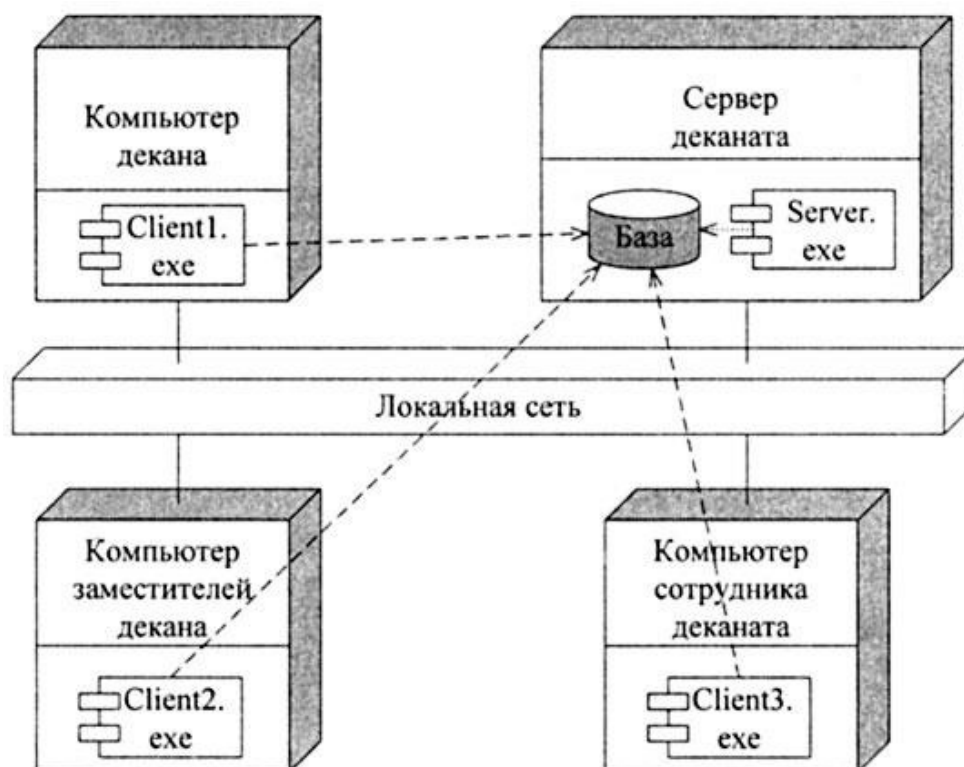 Компьютер
декана
Client1.
exe
Сервер
деканата
База
Server.
exe
Локальная сеть
Компьютер
заместителей
декана
Client2.
exe
Компьютер
сотрудника
деканата
Client3.
exe